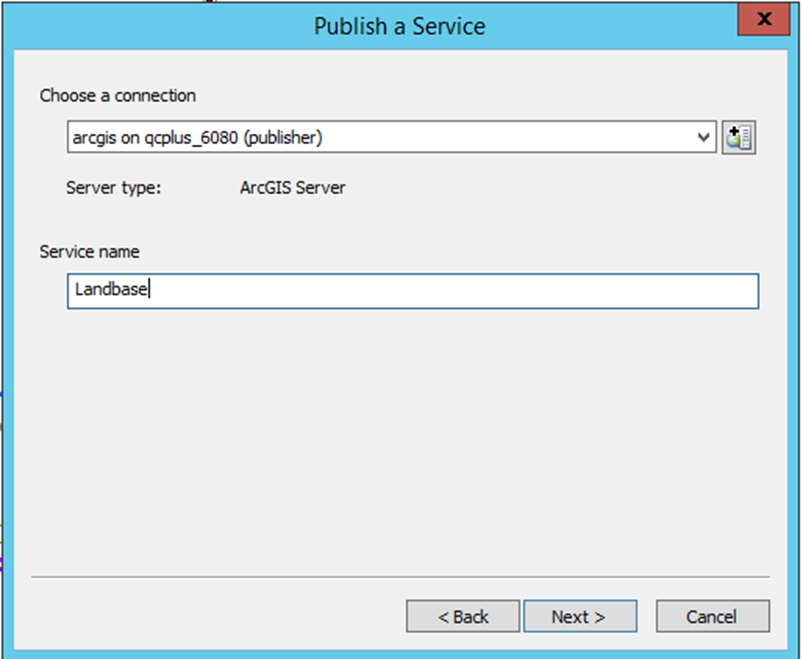 Publish a Service
x
Choose a connection
arcgis on qcplus_6080 (publisher)
Server type: ArcGIS Server
Service name
Landbase
< Back Next > Cancel